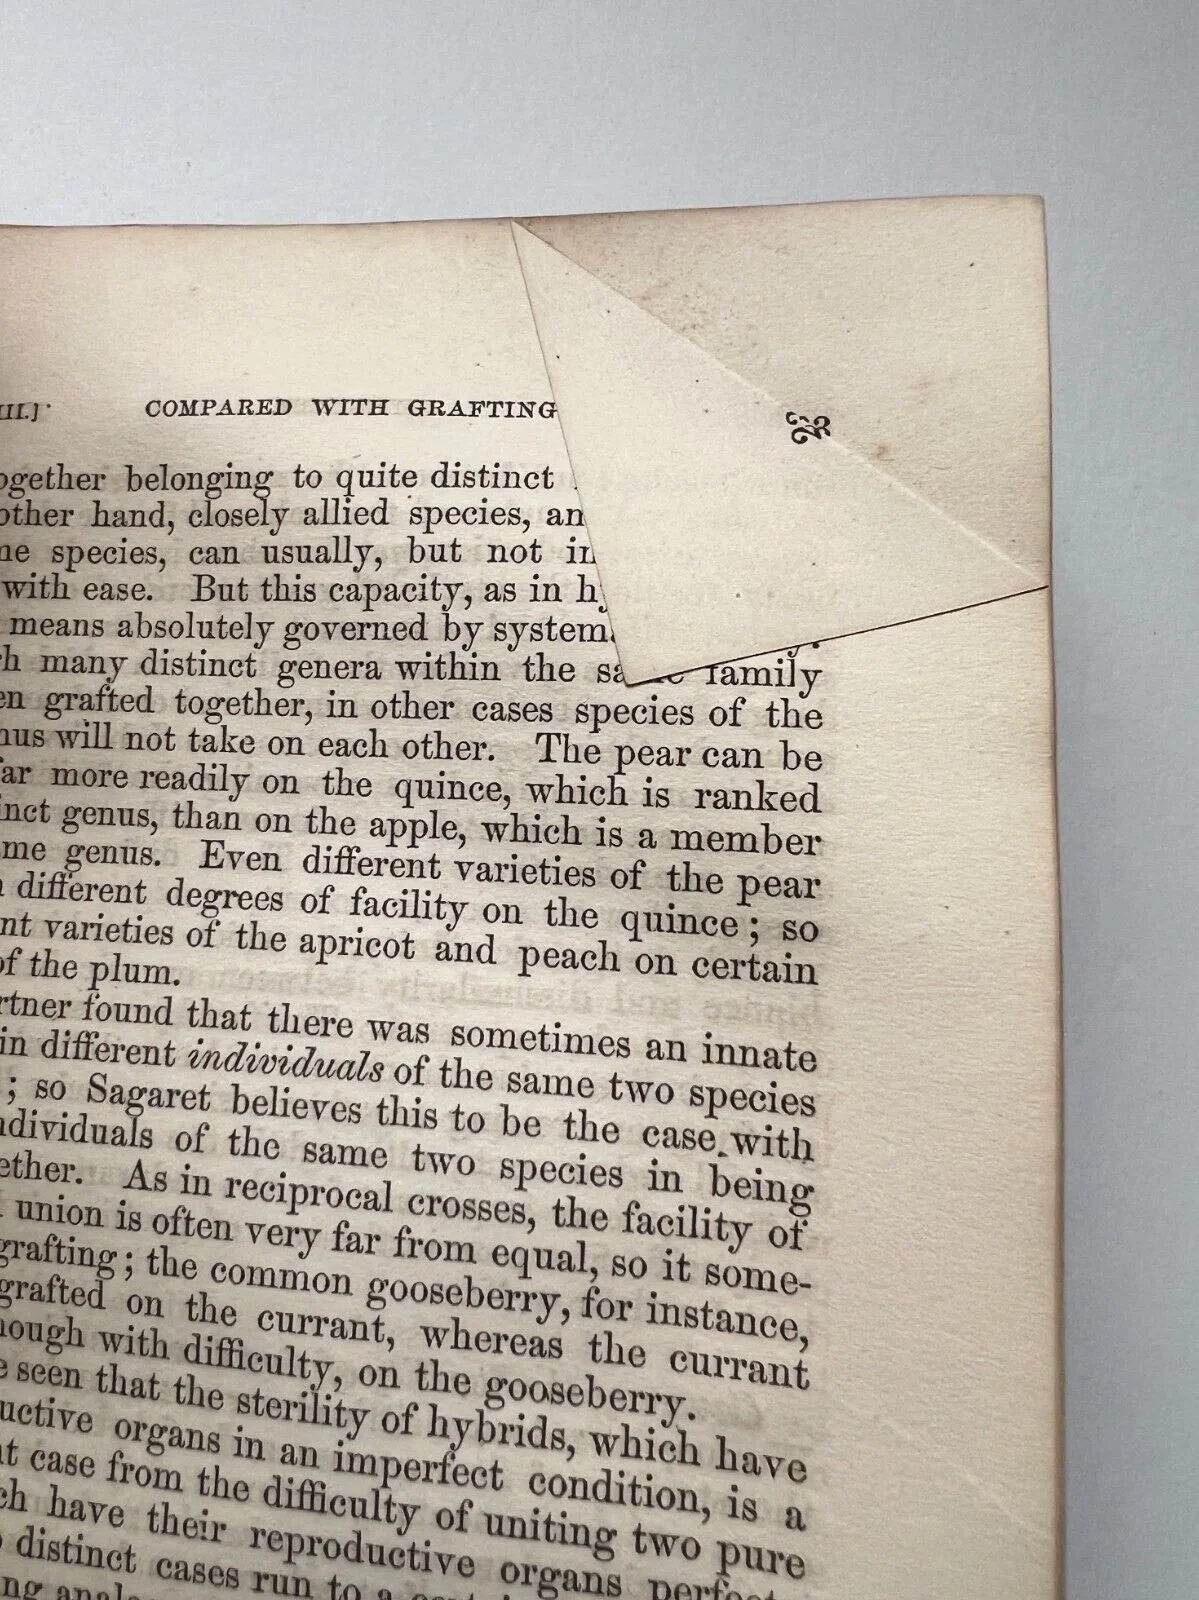 III.] COMPARED WITH GRAFTING
ogether belonging to quite distinct
other hand, closely allied species, an
ne species, can usually, but not in
with ease. But this capacity, as in hy
means absolutely governed by system
h many distinct genera within the sa family
en grafted together, in other cases species of the
nus will not take on each other. The pear can be
far more readily on the quince, which is ranked
inct genus, than on the apple, which is a member
me genus. Even different varieties of the pear
different degrees of facility on the quince; so
nt varieties of the apricot and peach on certain
of the plum.
rtner found that there was sometimes an innate
in different individuals of the same two species
; so Sagaret believes this to be the case with
ndividuals of the same two species in being
ether. As in reciprocal crosses, the facility of
union is often very far from equal, so it some-
grafting; the common gooseberry, for instance,
grafted on the currant, whereas the currant
hough with difficulty, on the gooseberry.
e seen that the sterility of hybrids, which have
uctive organs in an imperfect condition, is a
t case from the difficulty of uniting two pure
ch have their reproductive organs perfect
distinct cases run to a
ng